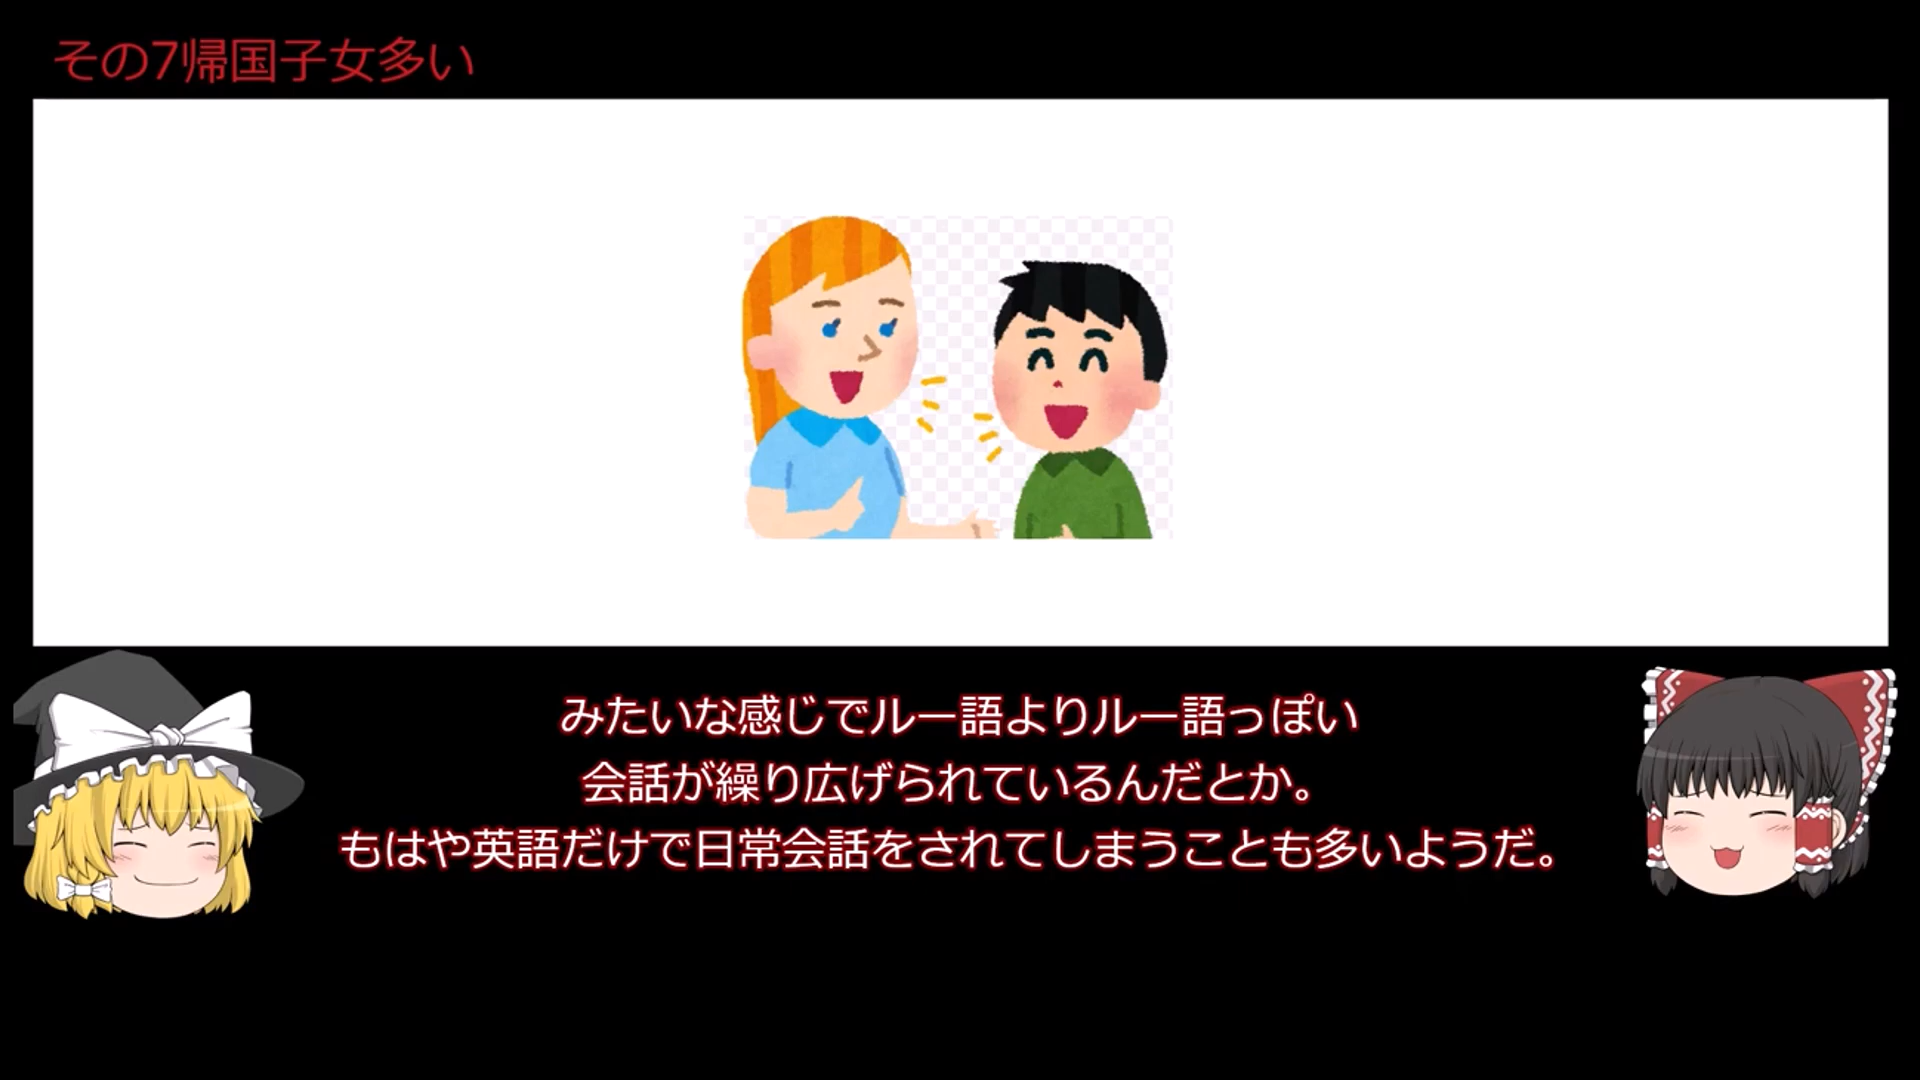 その7帰国子女多い
みたいな感じでルー語よりルー語っぽい
会話が繰り広げられているんだとか。
もはや英語だけで日常会話をされてしまうことも多いようだ。